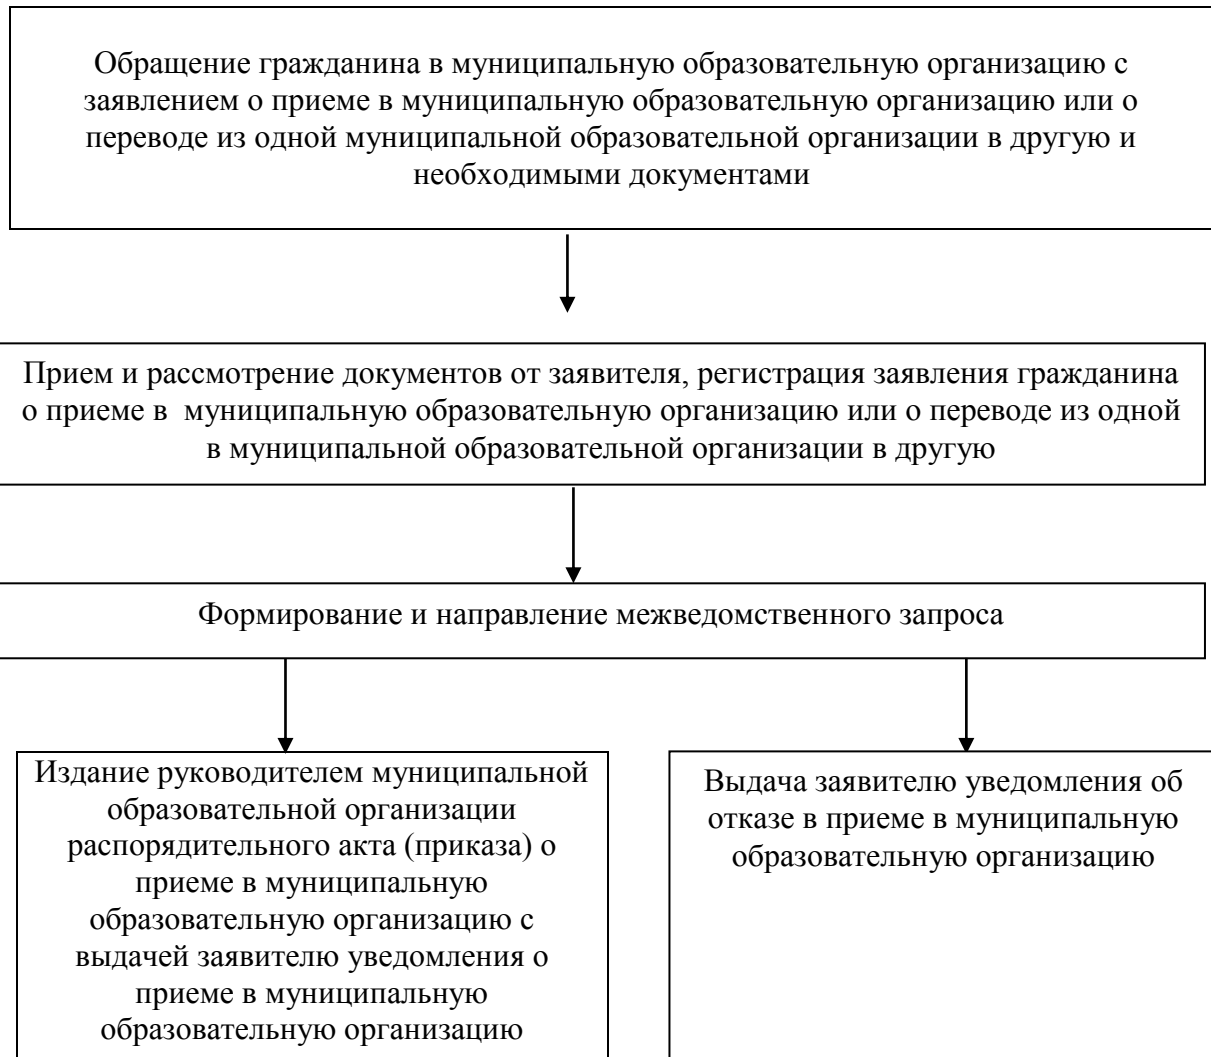 Обращение гражданина в муниципальную образовательную организацию с
заявлением о приеме в муниципальную образовательную организацию или о
переводе из одной муниципальной образовательной организации в другую и
необходимыми документами
Прием и рассмотрение документов от заявителя, регистрация заявления гражданина
о приеме в  муниципальную образовательную организацию или о переводе из одной
в муниципальной образовательной организации в другую
Формирование и направление межведомственного запроса
Издание руководителем муниципальной
образовательной организации
распорядительного акта (приказа) о
приеме в муниципальную
образовательную организацию с
выдачей заявителю уведомления о
приеме в муниципальную
образовательную организацию
Выдача заявителю уведомления об
отказе в приеме в муниципальную
образовательную организацию